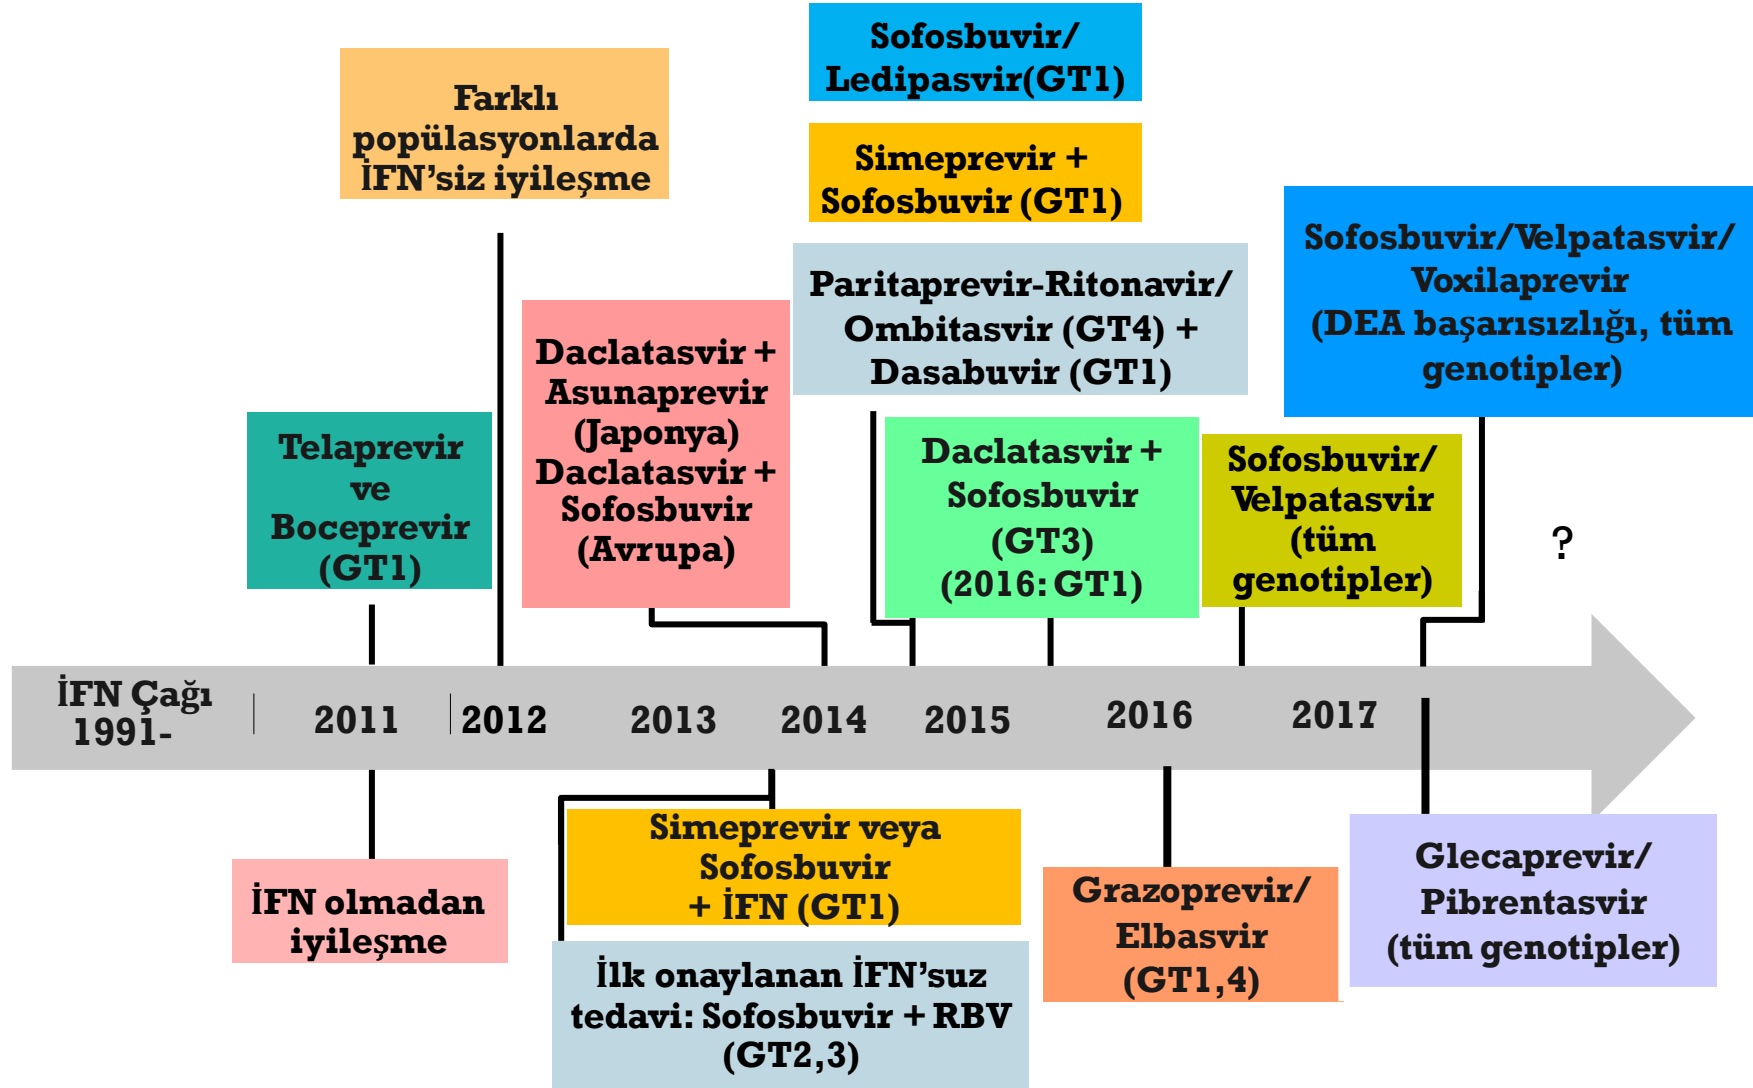 Sofosbuvir/
Ledipasvir(GT1)
Farklı
popülasyonlarda
İFN’siz iyileşme
Simeprevir +
Sofosbuvir (GT1)
Paritaprevir-Ritonavir/
Ombitasvir (GT4) +
Dasabuvir (GT1)
Sofosbuvir/Velpatasvir/
Voxilaprevir
(DEA başarısızlığı, tüm
genotipler)
Daclatasvir +
Asunaprevir
(Japonya)
Daclatasvir +
Sofosbuvir
(Avrupa)
Telaprevir
ve
Boceprevir
(GT1)
Daclatasvir +
Sofosbuvir
(GT3)
(2016: GT1)
Sofosbuvir/
Velpatasvir
(tüm
genotipler)
?
İFN Çağı
1991-
2011
2012
2013
2014
2015
2016
2017
İFN olmadan
iyileşme
Simeprevir veya
Sofosbuvir
+ İFN (GT1)
İlk onaylanan İFN’suz
tedavi: Sofosbuvir + RBV
(GT2,3)
Grazoprevir/
Elbasvir
(GT1,4)
Glecaprevir/
Pibrentasvir
(tüm genotipler)